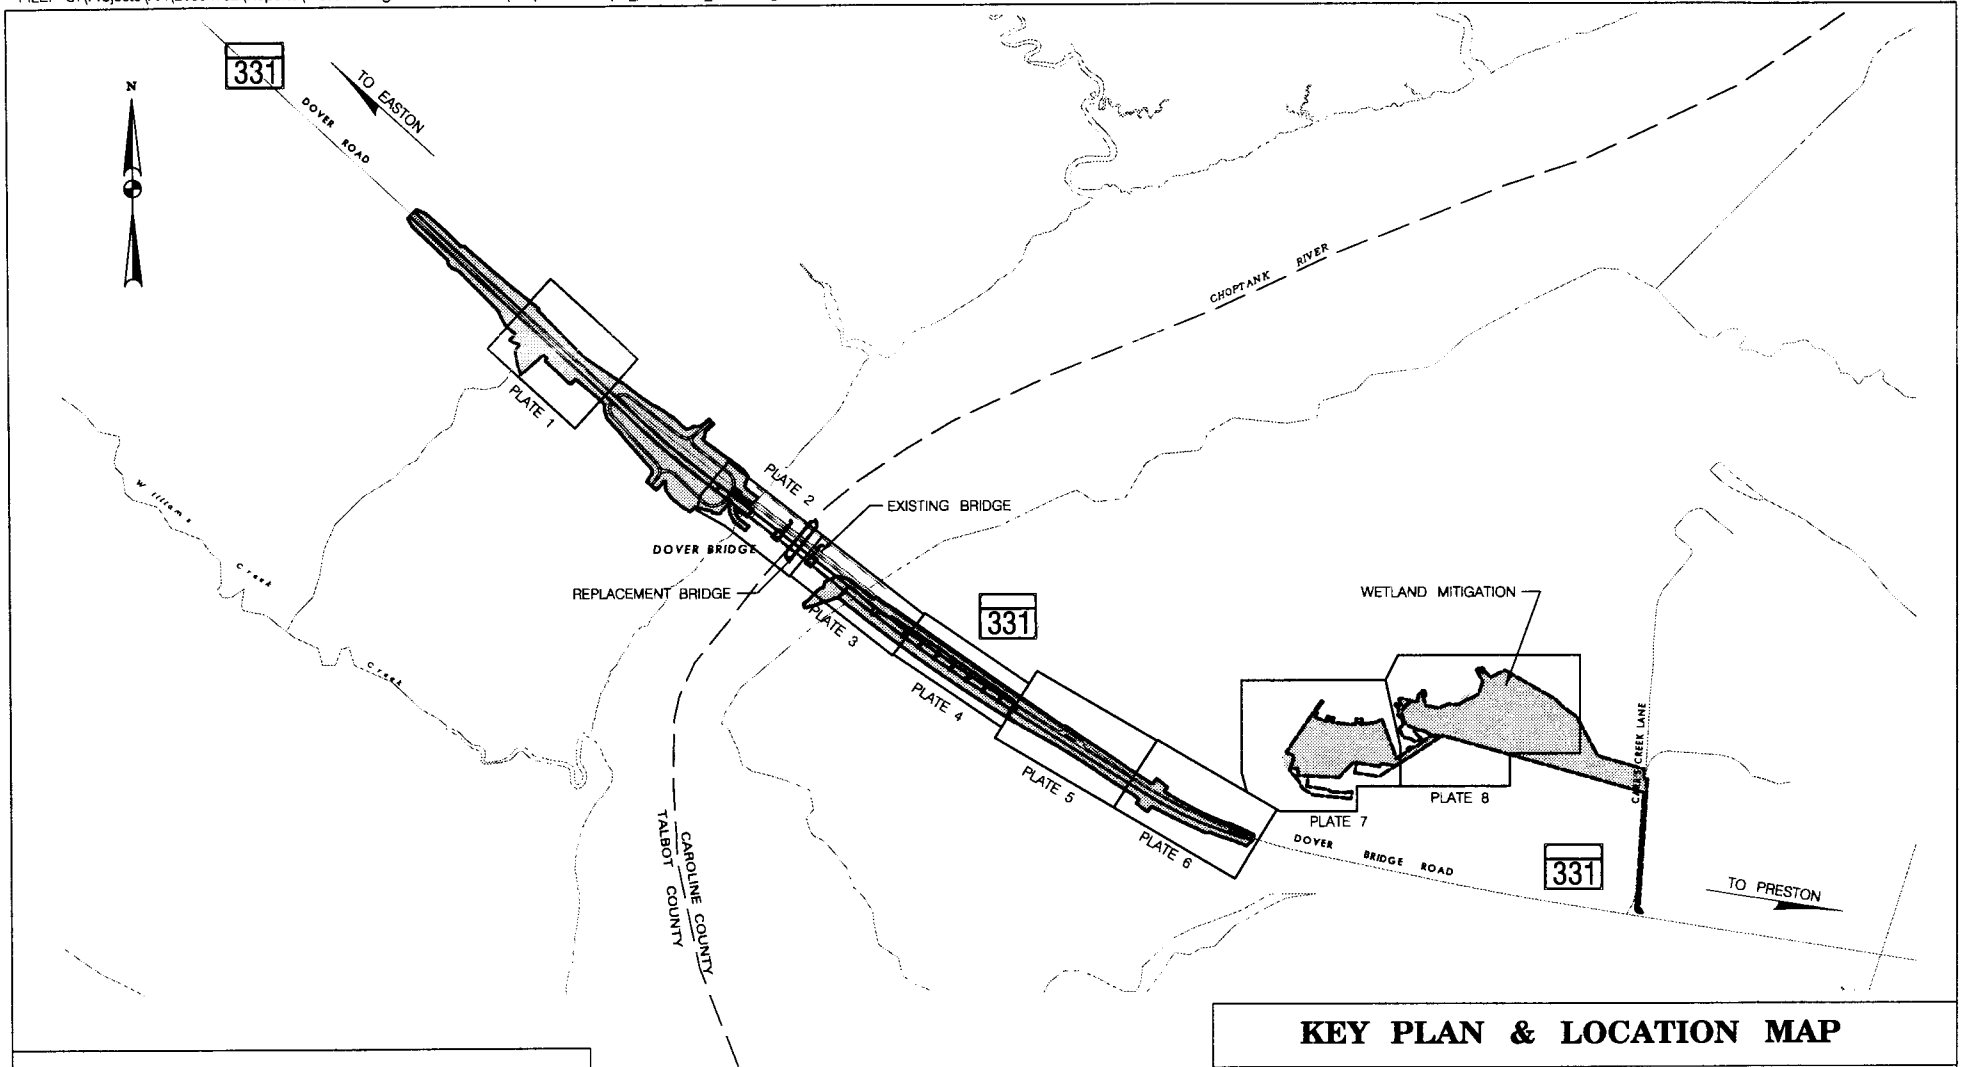 331
TO EASTON
N
DOVER ROAD
CHOPTANK RIVER
PLATE 1
PLATE 2
EXISTING BRIDGE
DOVER BRIDGE
REPLACEMENT BRIDGE
Williams
Creek
Creek
PLATE 3
331
WETLAND MITIGATION
PLATE 4
PLATE 5
PLATE 6
PLATE 7
PLATE 8
CREEK LANE
CAROLINE COUNTY
TALBOT COUNTY
DOVER BRIDGE ROAD
331
TO PRESTON
KEY PLAN & LOCATION MAP